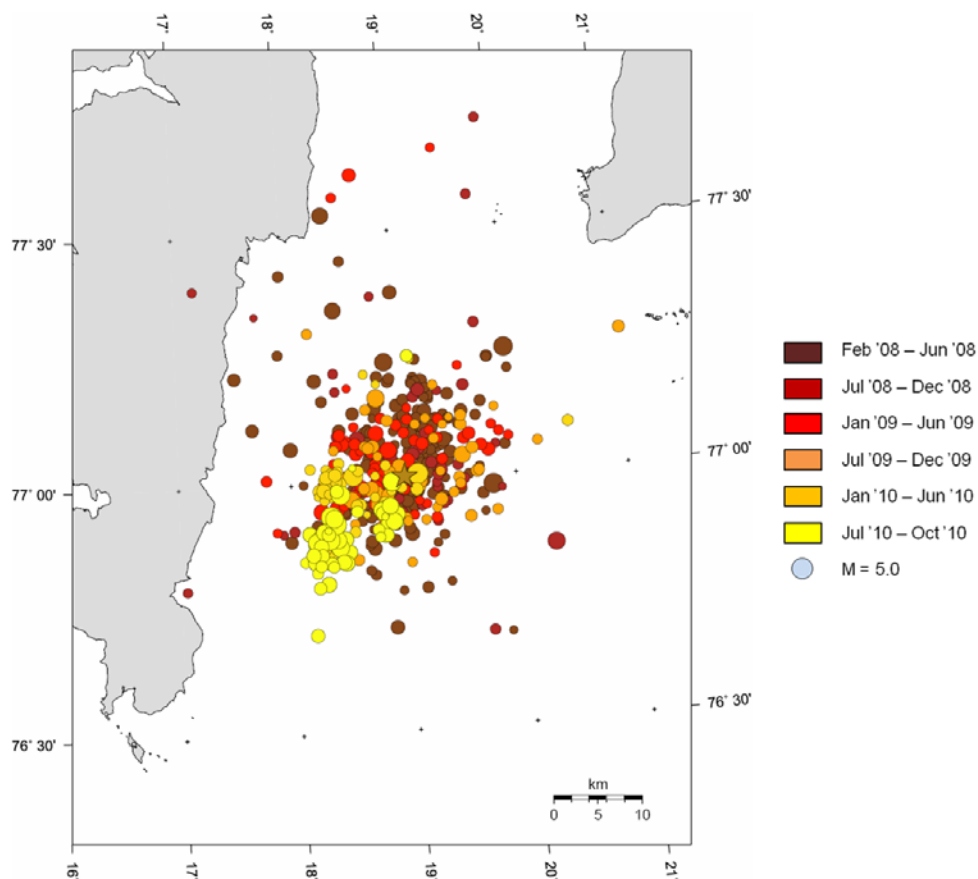 17° 18° 19° 20° 21°
77° 30'
77° 30'
77° 00'
77° 00'
76° 30'
76° 30'
16° 17° 18° 19° 20° 21°
Feb '08 – Jun '08
Jul '08 – Dec '08
Jan '09 – Jun '09
Jul '09 – Dec '09
Jan '10 – Jun '10
Jul '10 – Oct '10
M = 5.0
km
0 5 10